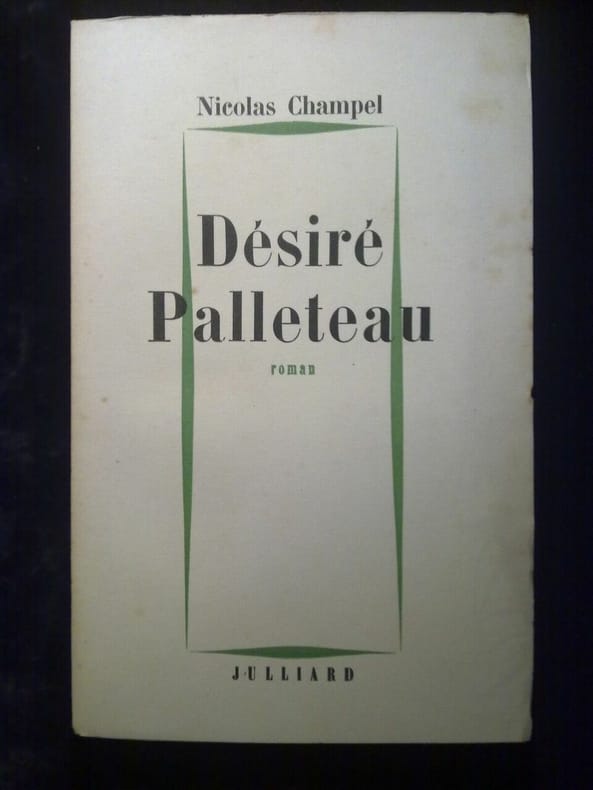 Nicolas Champel
Désiré
Palleteau
roman
JULLIARD